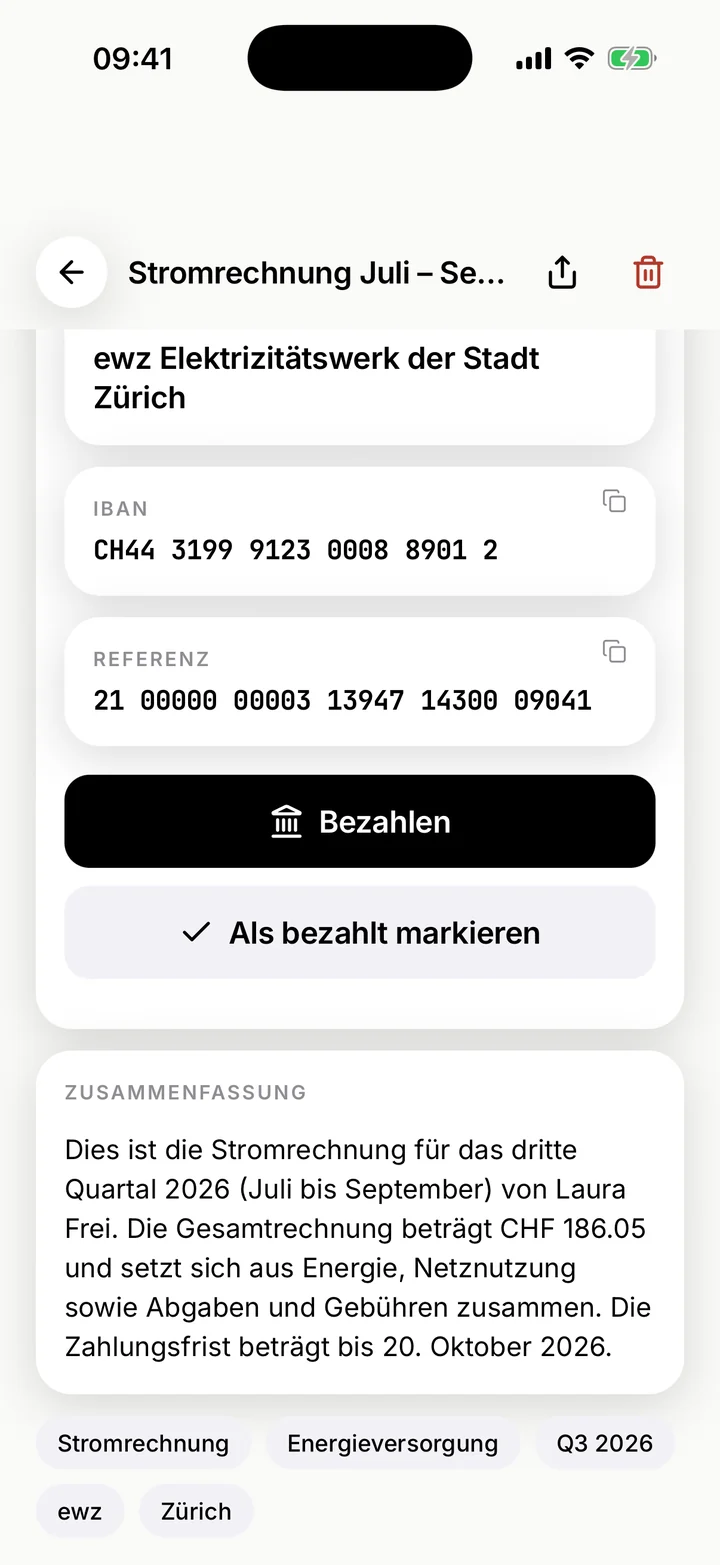 09:41
Stromrechnung Juli – Se...
ewz Elektrizitätswerk der Stadt
Zürich
IBAN
CH44 3199 9123 0008 8901 2
REFERENZ
21 00000 00003 13947 14300 09041
Bezahlen
Als bezahlt markieren
ZUSAMMENFASSUNG
Dies ist die Stromrechnung für das dritte
Quartal 2026 (Juli bis September) von Laura
Frei. Die Gesamtrechnung beträgt CHF 186.05
und setzt sich aus Energie, Netznutzung
sowie Abgaben und Gebühren zusammen. Die
Zahlungsfrist beträgt bis 20. Oktober 2026.
Stromrechnung Energieversorgung Q3 2026
ewz Zürich